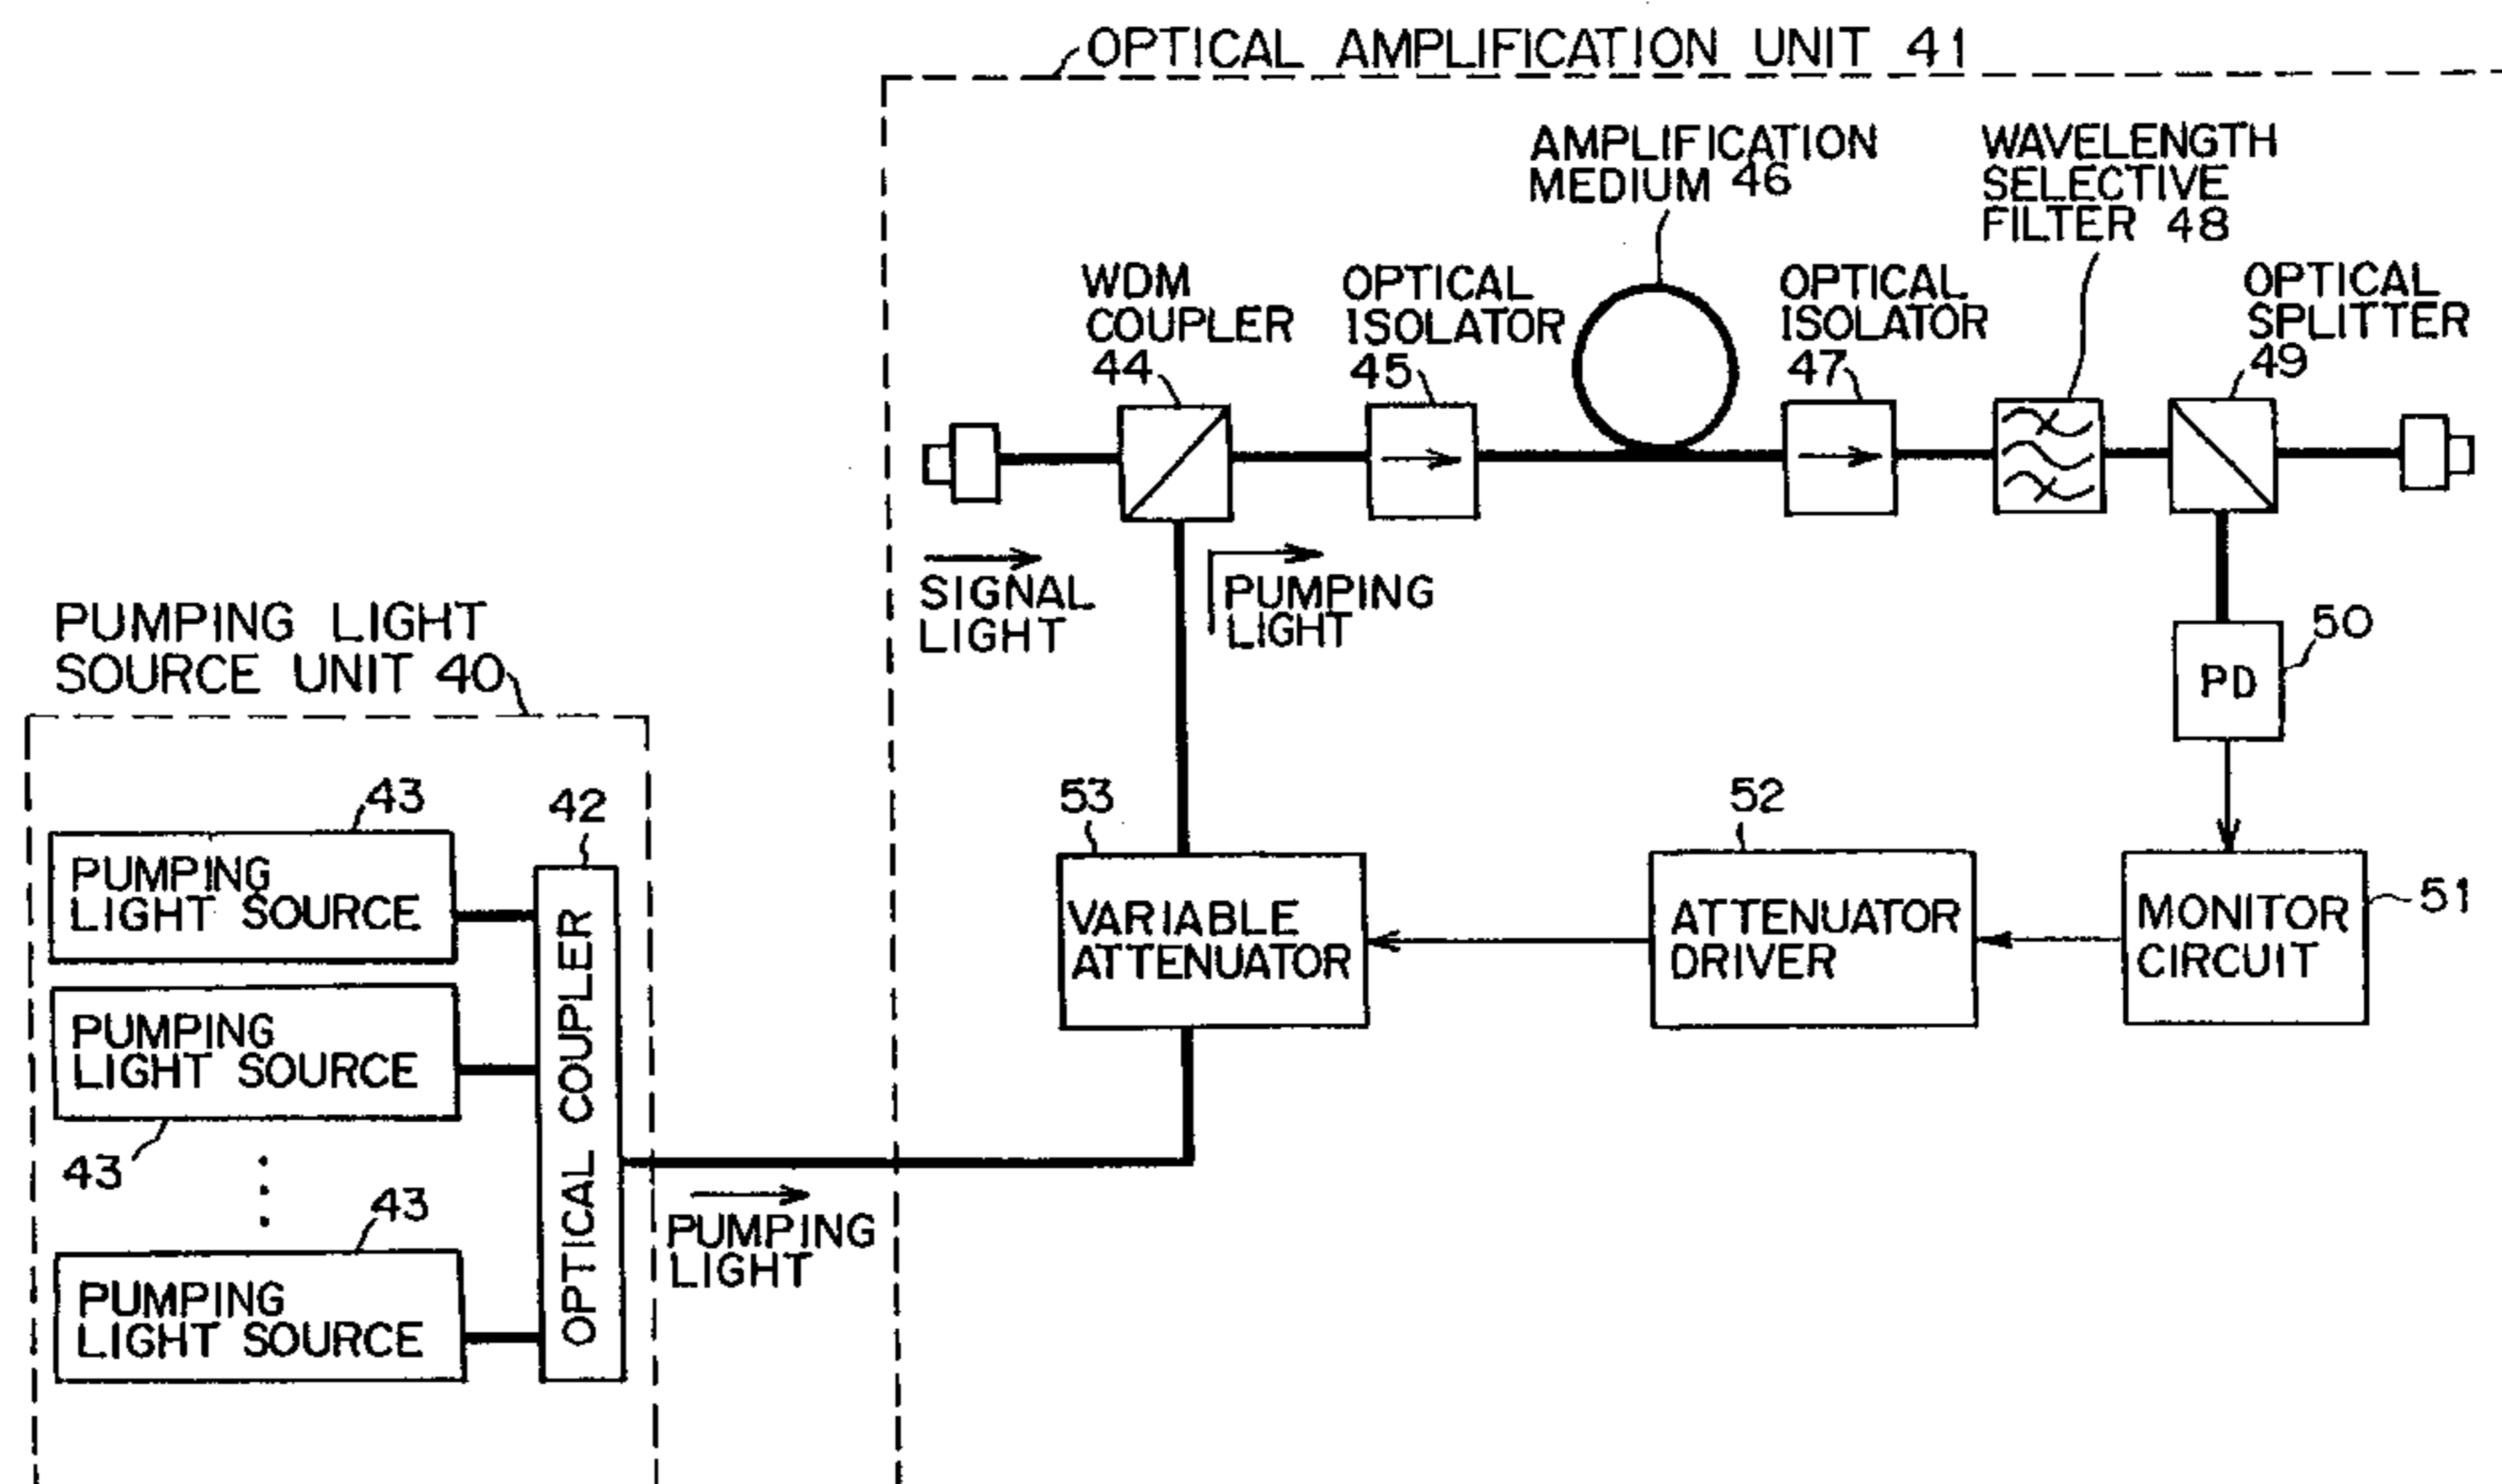 OPTICAL AMPLIFICATION UNIT 41
AMPLIFICATION
MEDIUM 46
WAVELENGTH
SELECTIVE
FILTER 48
WDM
COUPLER
44
OPTICAL
ISOLATOR
45
OPTICAL
ISOLATOR
47
OPTICAL
SPLITTER
49
SIGNAL
LIGHT
PUMPING
LIGHT
50
PD
PUMPING LIGHT
SOURCE UNIT 40
43
PUMPING
LIGHT SOURCE
42
OPTICAL COUPLER
PUMPING
LIGHT SOURCE
43
43
PUMPING
LIGHT SOURCE
PUMPING
LIGHT
53
VARIABLE
ATTENUATOR
52
ATTENUATOR
DRIVER
MONITOR
CIRCUIT
51